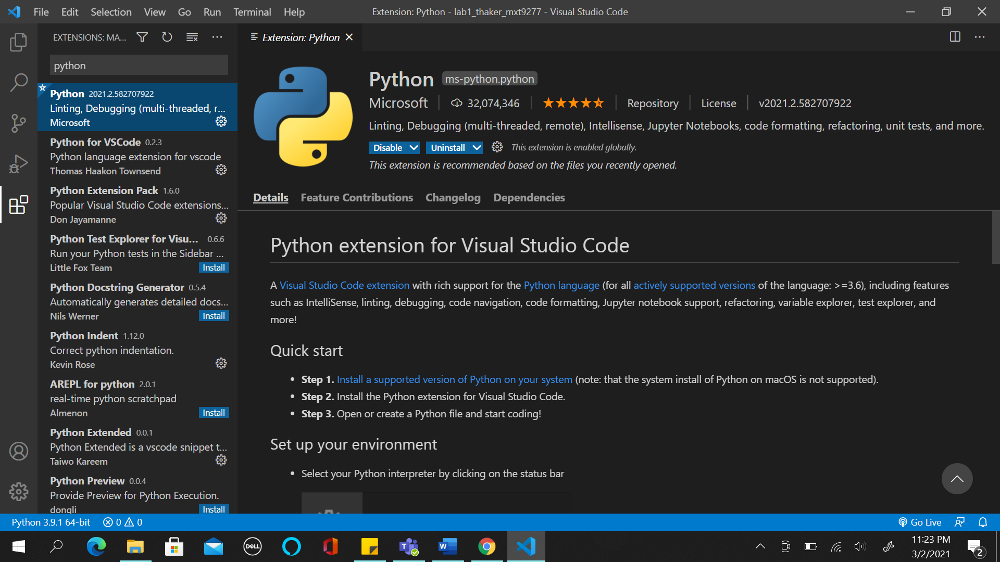 File Edit Selection View Go Run Terminal Help
Extension: Python - lab1_thaker_mxt9277 - Visual Studio Code
EXTENSIONS: MA...
python
Python 2021.2.582707922
Linting, Debugging (multi-threaded, r...
Microsoft
Python for VSCode 0.2.3
Python language extension for vscode
Thomas Haakon Townsend
Python Extension Pack 1.6.0
Popular Visual Studio Code extensions...
Don Jayamanne
Python Test Explorer for Visu... 0.6.6
Run your Python tests in the Sidebar ...
Little Fox Team Install
Python Docstring Generator 0.5.4
Automatically generates detailed docs...
Nils Werner Install
Python Indent 1.12.0
Correct python indentation.
Kevin Rose
AREPL for python 2.0.1
real-time python scratchpad
Almenon Install
Python Extended 0.0.1
Python Extended is a vscode snippet t...
Taiwo Kareem
Python Preview 0.0.4
Provide Preview for Python Execution.
dongli Install
Extension: Python
Python ms-python.python
Microsoft 32,074,346 Repository License v2021.2.582707922
Linting, Debugging (multi-threaded, remote), Intellisense, Jupyter Notebooks, code formatting, refactoring, unit tests, and more.
Disable Uninstall This extension is enabled globally.
This extension is recommended based on the files you recently opened.
Details Feature Contributions Changelog Dependencies
Python extension for Visual Studio Code
A Visual Studio Code extension with rich support for the Python language (for all actively supported versions of the language: >=3.6), including features
such as IntelliSense, linting, debugging, code navigation, code formatting, Jupyter notebook support, refactoring, variable explorer, test explorer, and
more!
Quick start
• Step 1. Install a supported version of Python on your system (note: that the system install of Python on macOS is not supported).
• Step 2. Install the Python extension for Visual Studio Code.
• Step 3. Open or create a Python file and start coding!
Set up your environment
• Select your Python interpreter by clicking on the status bar
Python 3.9.1 64-bit 0 0
Go Live
DELL
T
W
11:23 PM
3/2/2021
2